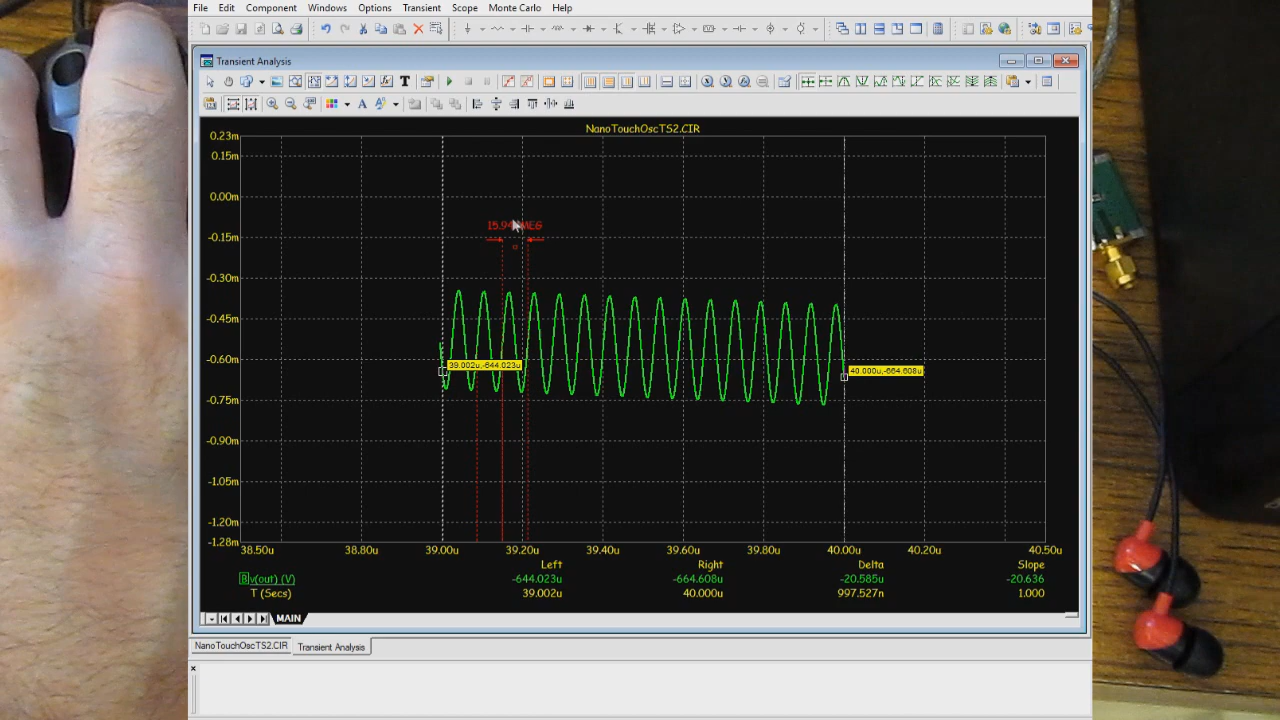 File Edit Component Windows Options Transient Scope Monte Carlo Help
Transient Analysis
NanoTouchOscTS2.CIR
0.23m
0.15m
0.00m
-0.15m
-0.30m
-0.45m
-0.60m
-0.75m
-0.90m
-1.05m
-1.20m
-1.28m
39.002u,-644.023u
40.000u,-664.608u
38.50u 38.80u 39.00u 39.20u 39.40u 39.60u 39.80u 40.00u 40.20u 40.50u
Left Right Delta Slope
v(out) (V) -644.023u -664.608u -20.585u -20.636
T (Secs) 39.002u 40.000u 997.527n 1.000
MAIN
NanoTouchOscTS2.CIR Transient Analysis